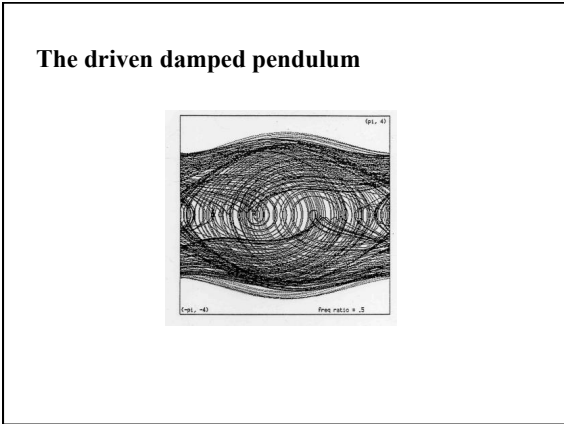 The driven damped pendulum
(pi, 4)
(-pi, -4)
freq ratio = .5